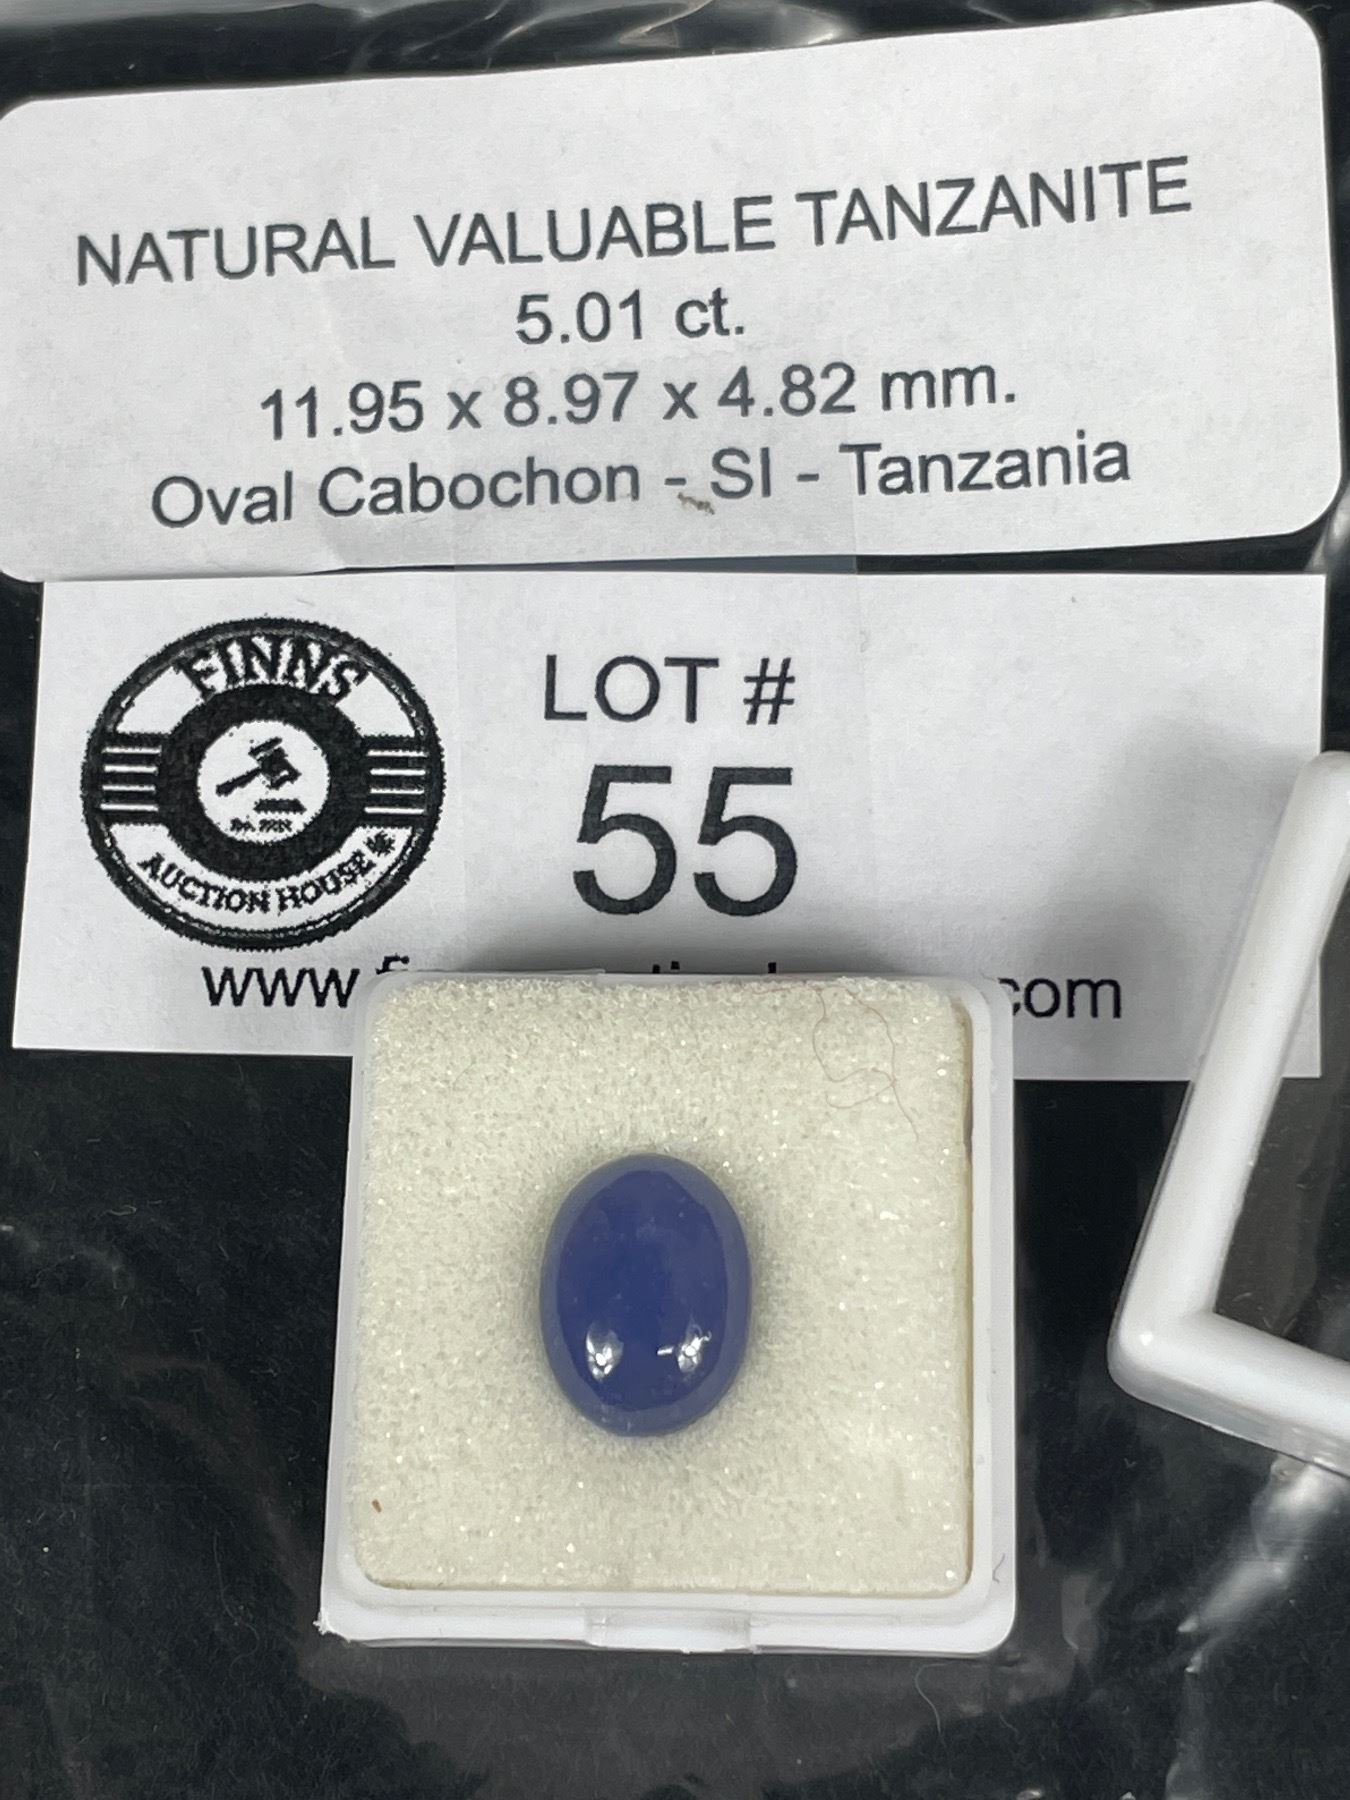 NATURAL VALUABLE TANZANITE
5.01 ct.
11.95 x 8.97 x 4.82 mm.
Oval Cabochon - SI - Tanzania
FINNS
AUCTION HOUSE
LOT #
55
www. com